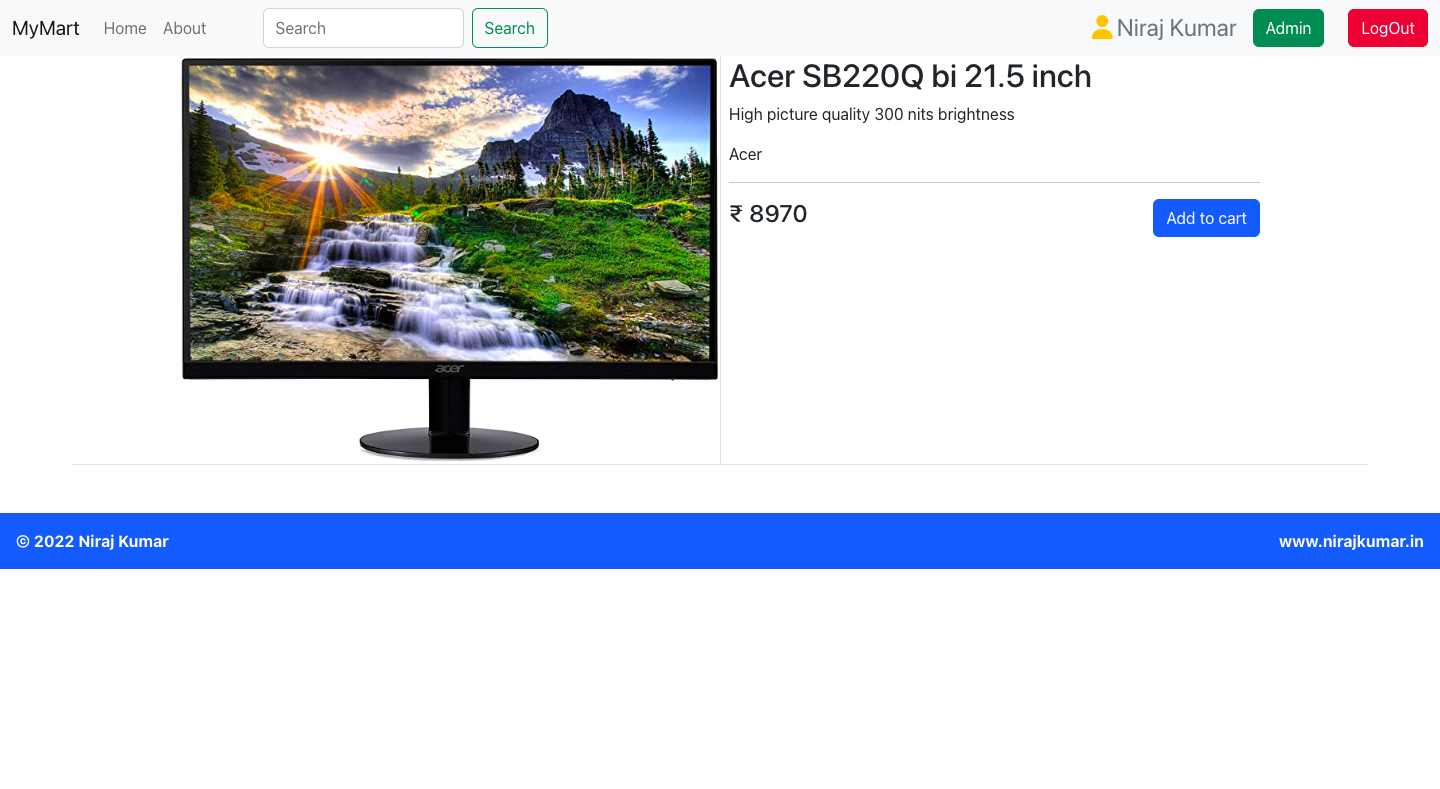 MyMart Home About Search Search Niraj Kumar Admin LogOut
acer
Acer SB220Q bi 21.5 inch
High picture quality 300 nits brightness
Acer
₹ 8970 Add to cart
© 2022 Niraj Kumar www.nirajkumar.in